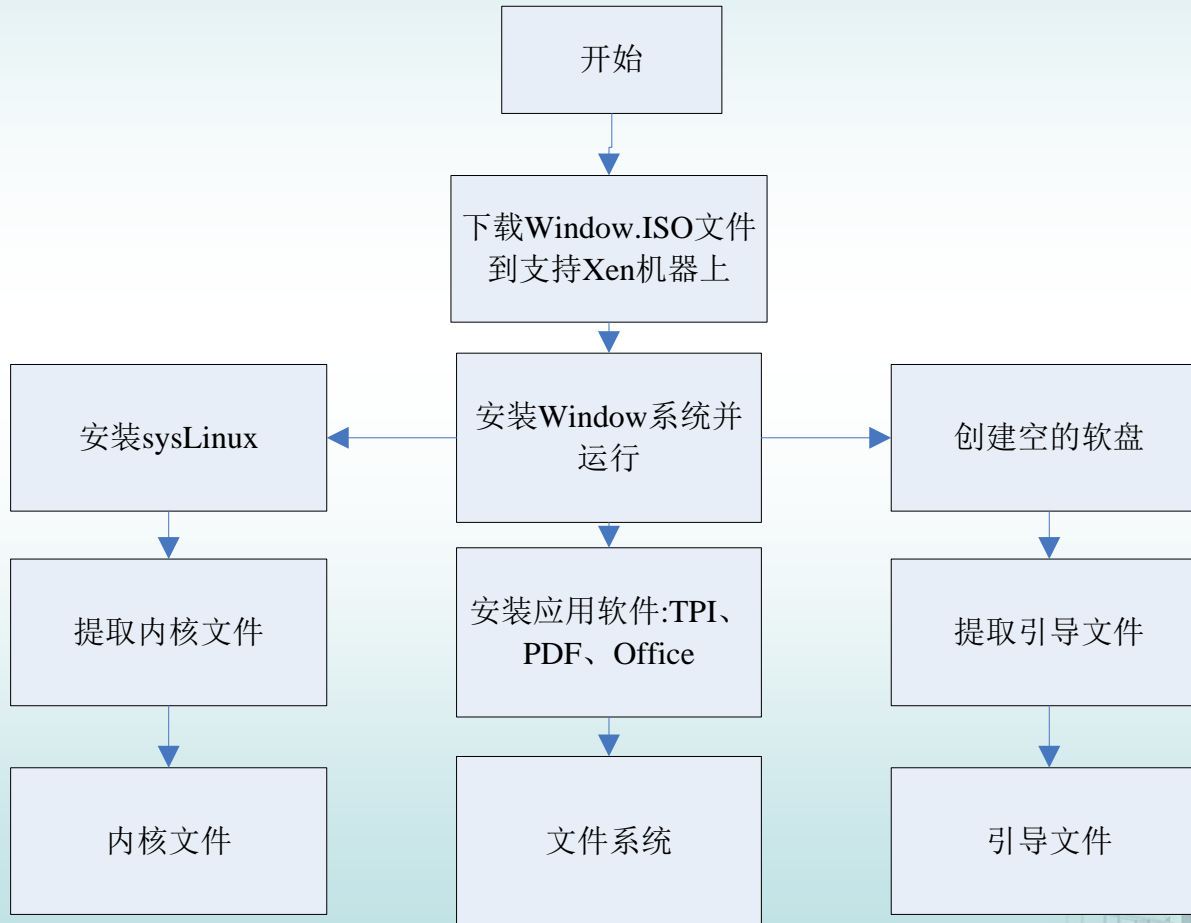 开始
下载Window.ISO文件
到支持Xen机器上
安装sysLinux
安装Window系统并
运行
创建空的软盘
提取内核文件
安装应用软件:TPI、
PDF、Office
提取引导文件
内核文件
文件系统
引导文件